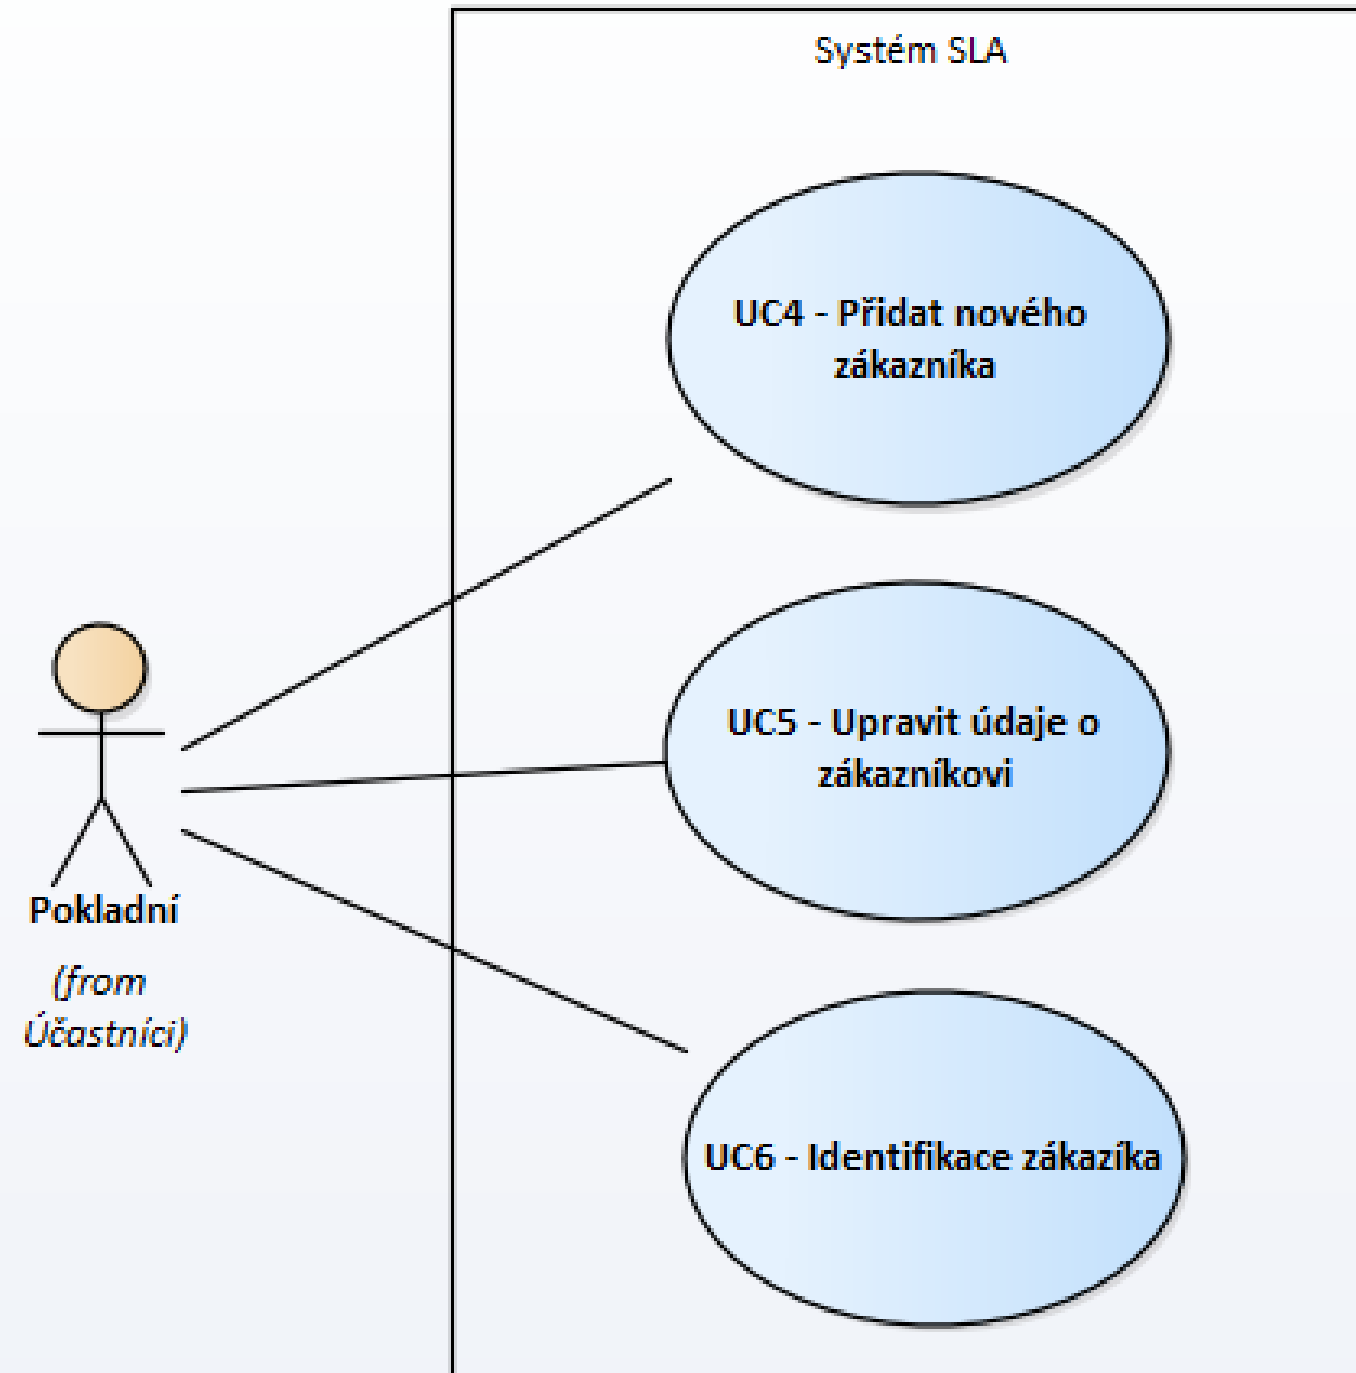 Systém SLA
UC4 - Přidat nového
zákazníka
UC5 - Upravit údaje o
zákazníkovi
Pokladní
(from
Účastníci)
UC6 - Identifikace zákazíka